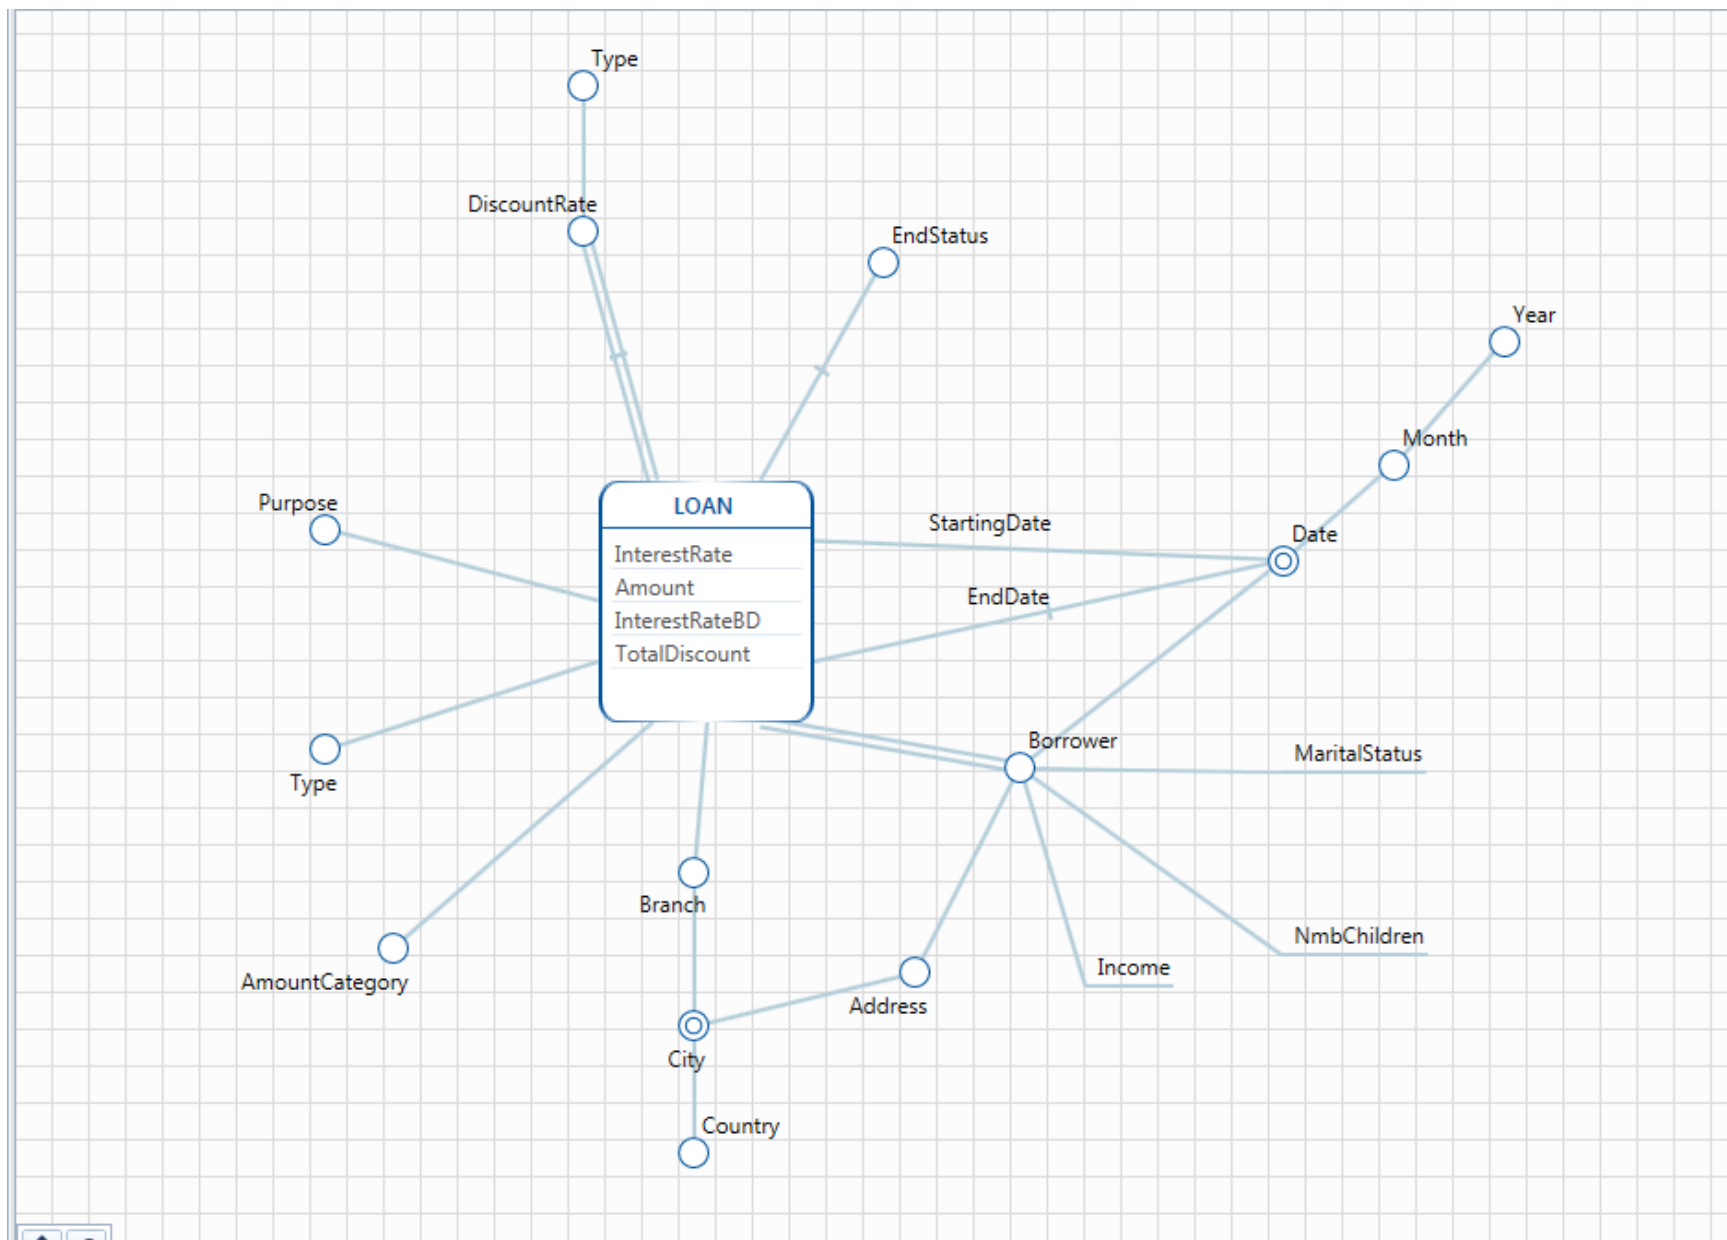 Type
DiscountRate
EndStatus
Year
Month
Purpose
LOAN
StartingDate
Date
InterestRate
Amount
EndDate
InterestRateBD
TotalDiscount
Borrower
MaritalStatus
Type
Branch
NmbChildren
Income
AmountCategory
Address
City
Country